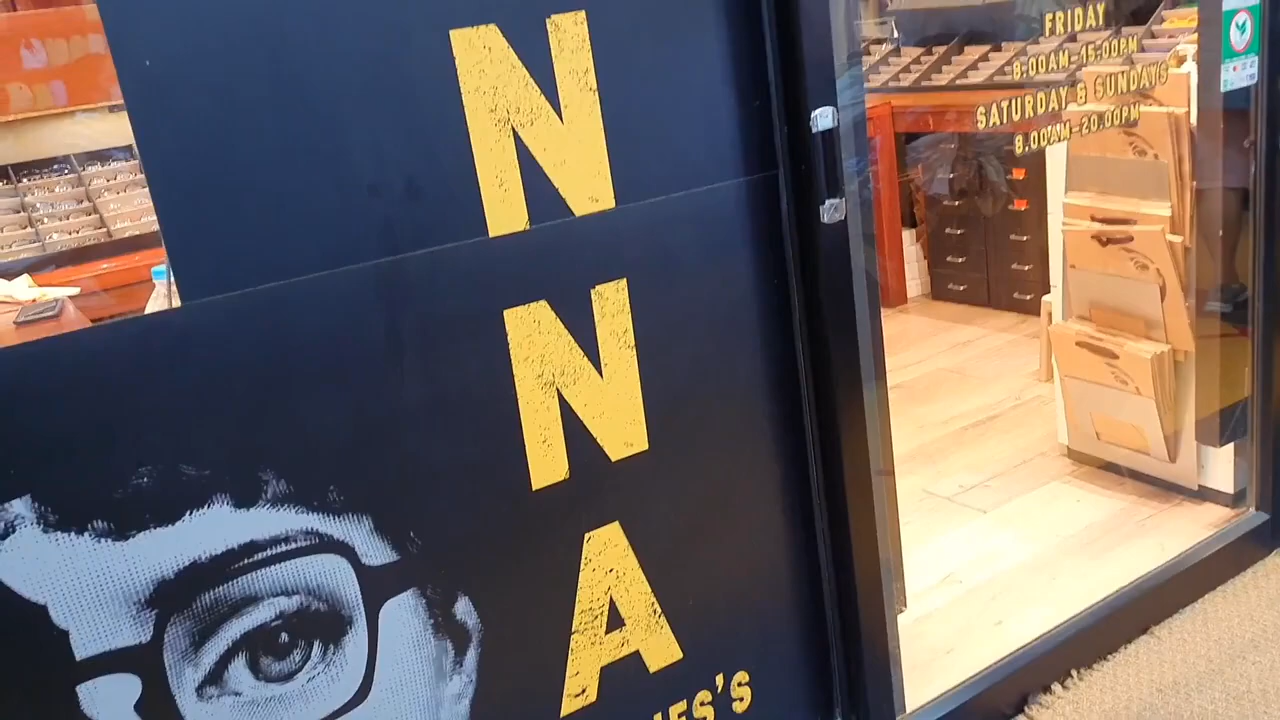 N
N
A
FRIDAY
8.00AM-15:00PM
SATURDAY & SUNDAYS
8.00AM-20.00PM